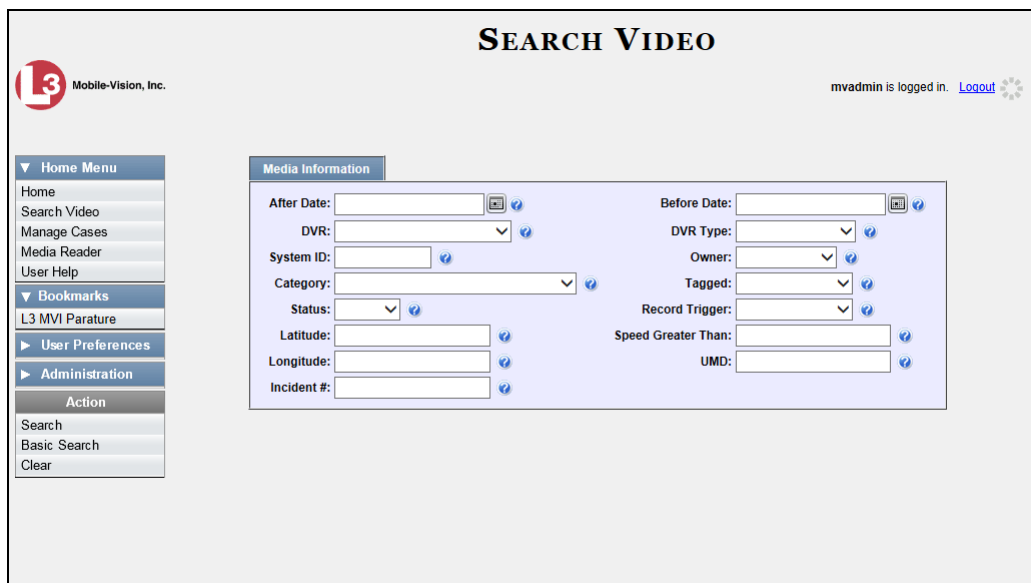 SEARCH VIDEO
L3 Mobile-Vision, Inc.
mvadmin is logged in. Logout
Home Menu
Home
Search Video
Manage Cases
Media Reader
User Help
Bookmarks
L3 MVI Parature
User Preferences
Administration
Action
Search
Basic Search
Clear
Media Information
After Date: Before Date:
DVR: DVR Type:
System ID: Owner:
Category: Tagged:
Status: Record Trigger:
Latitude: Speed Greater Than:
Longitude: UMD:
Incident #: